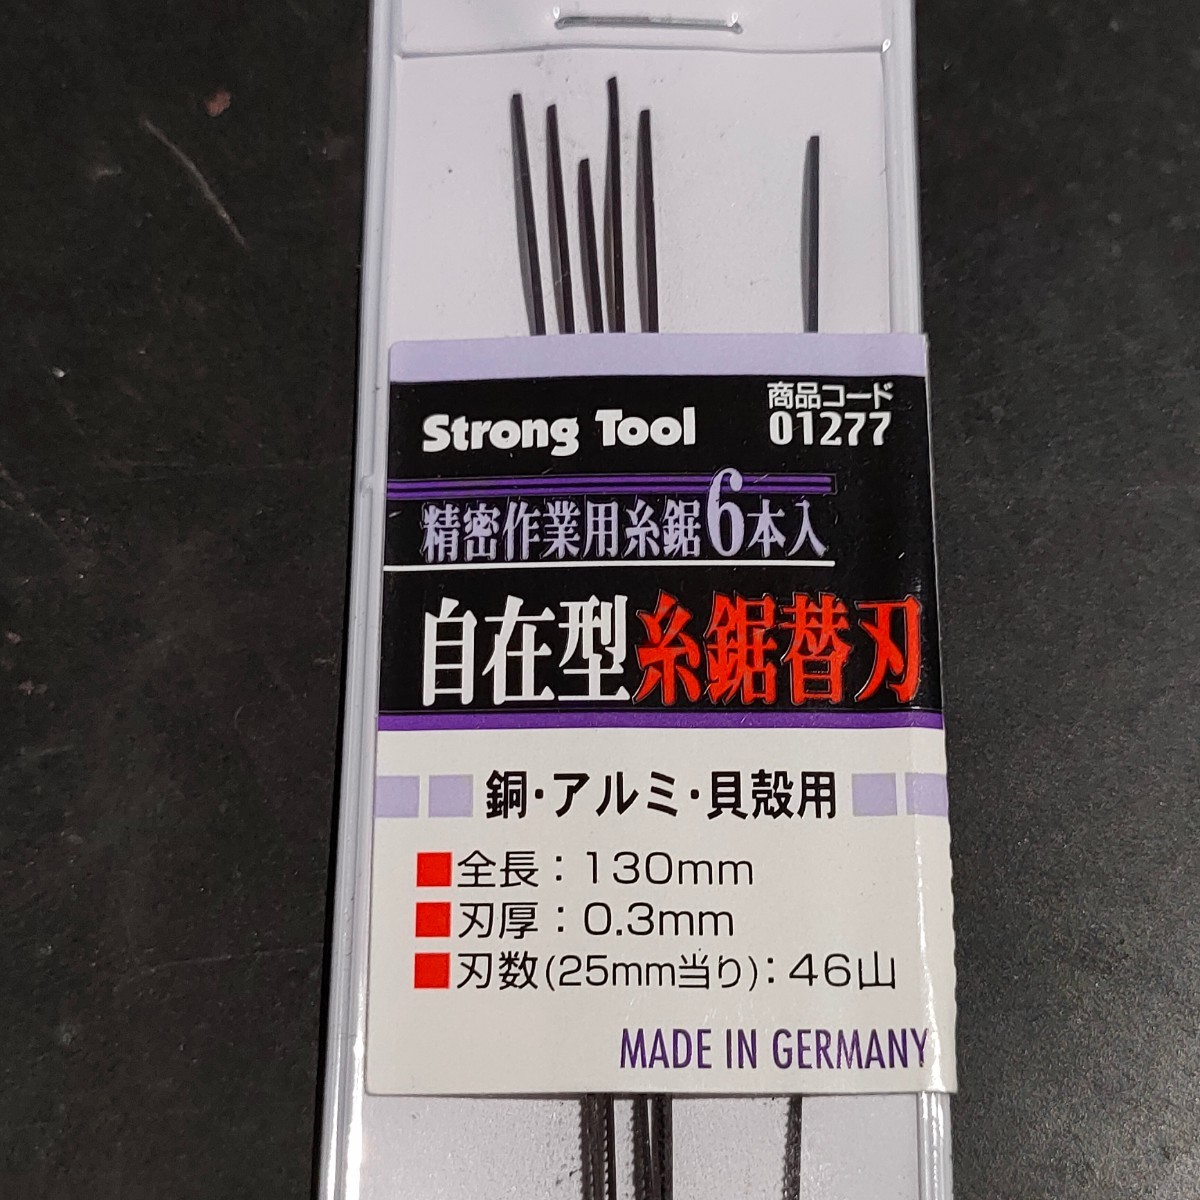 Strong Tool
商品コード
01277
精密作業用糸鋸6本入
自在型糸鋸替刃
銅・アルミ・貝殻用
■全長：130mm
■刃厚：0.3mm
■刃数(25mm当り)：46山
MADE IN GERMANY